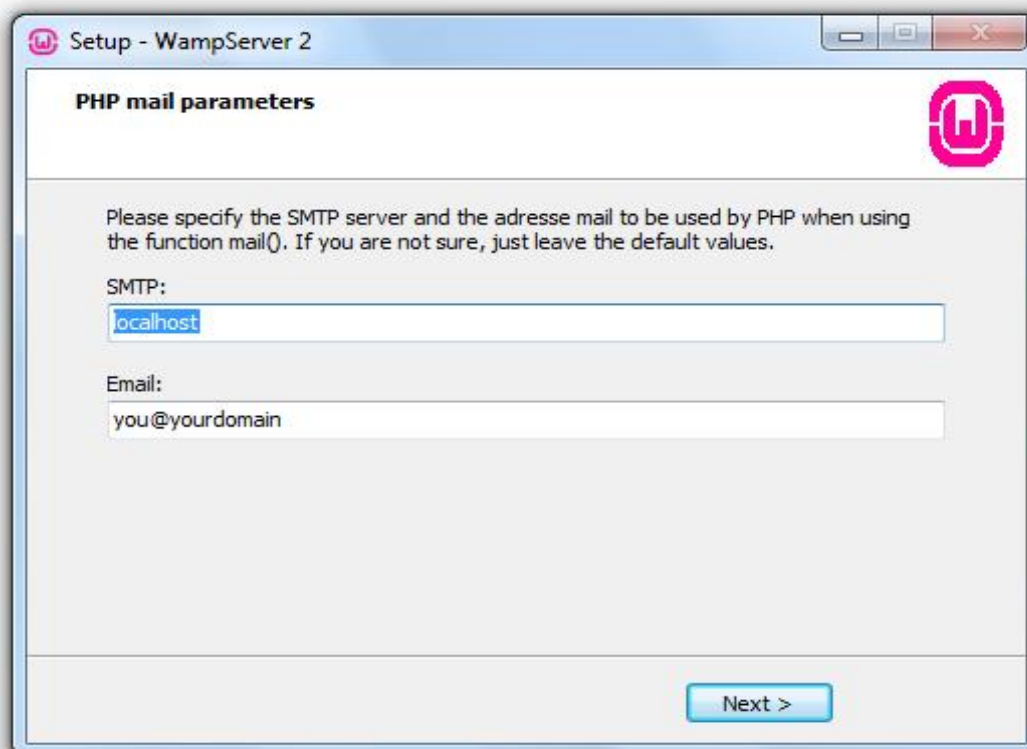 Setup - WampServer 2
PHP mail parameters
Please specify the SMTP server and the adresse mail to be used by PHP when using
the function mail(). If you are not sure, just leave the default values.
SMTP:
localhost
Email:
you@yourdomain
Next >